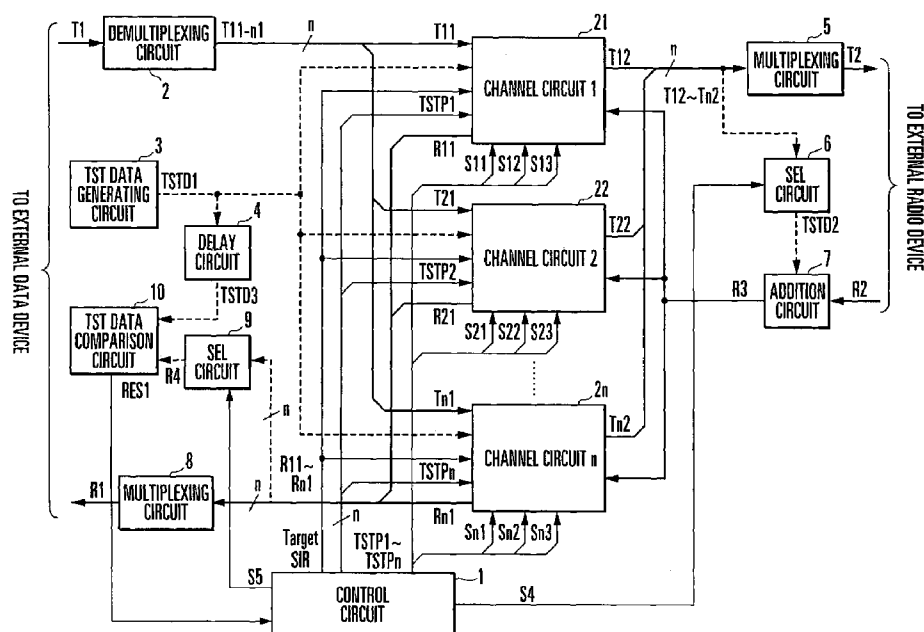 T1
DEMULTIPLEXING
CIRCUIT
2
T11-n1
n
T11
21
CHANNEL CIRCUIT 1
T12
n
5
MULTIPLEXING
CIRCUIT
T2
T12~Tn2
TSTP1
R11
S11 S12 S13
3
TST DATA
GENERATING
CIRCUIT
TSTD1
4
DELAY
CIRCUIT
TSTD3
T21
22
CHANNEL CIRCUIT 2
T22
TSTP2
R21
S21 S22 S23
6
SEL
CIRCUIT
TSTD2
7
ADDITION
CIRCUIT
R3
R2
10
TST DATA
COMPARISON
CIRCUIT
R4
9
SEL
CIRCUIT
RES1
n
Tn1
2n
CHANNEL CIRCUIT n
Tn2
TSTPn
Rn1
Sn1 Sn2 Sn3
R1
8
MULTIPLEXING
CIRCUIT
n
R11~
Rn1
n
Target
SIR
TSTP1~
TSTPn
S5
1
CONTROL
CIRCUIT
S4
TO EXTERNAL DATA DEVICE
TO EXTERNAL RADIO DEVICE